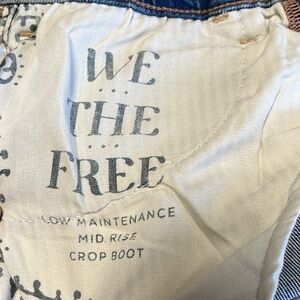 WE
THE
FREE
LOW MAINTENANCE
MID RISE
CROP BOOT